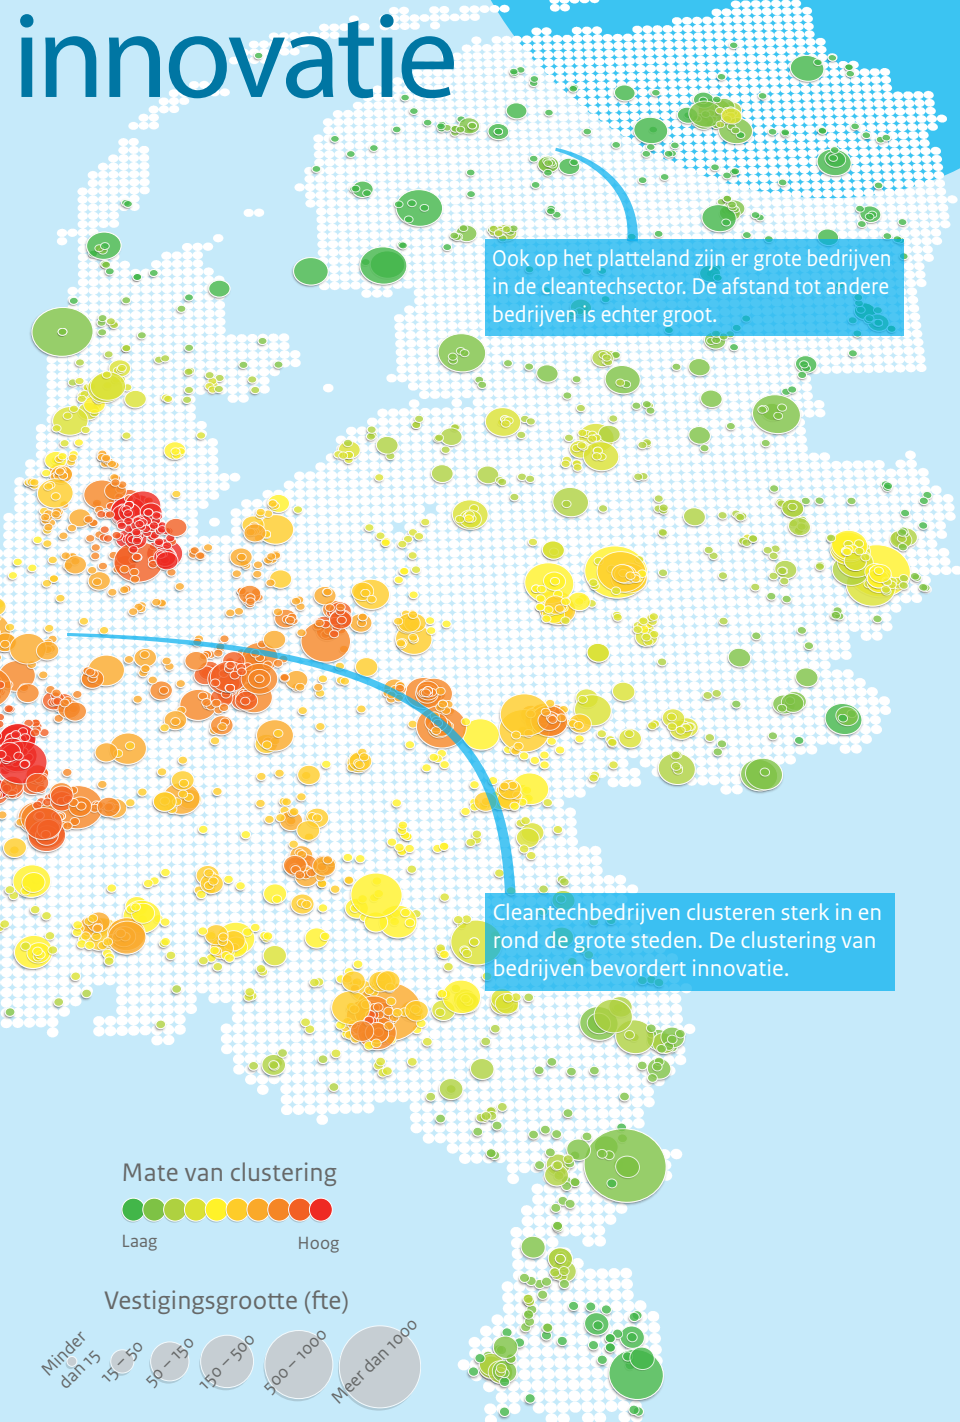 innovatie
Ook op het platteland zijn er grote bedrijven
in de cleantechsector. De afstand tot andere
bedrijven is echter groot.
Cleantechbedrijven clusteren sterk in en
rond de grote steden. De clustering van
bedrijven bevordert innovatie.
Mate van clustering
Laag
Hoog
Vestigingsgrootte (fte)
Minder
dan 15
15 – 50
50 – 150
150 – 500
500 – 1000
Meer dan 1000